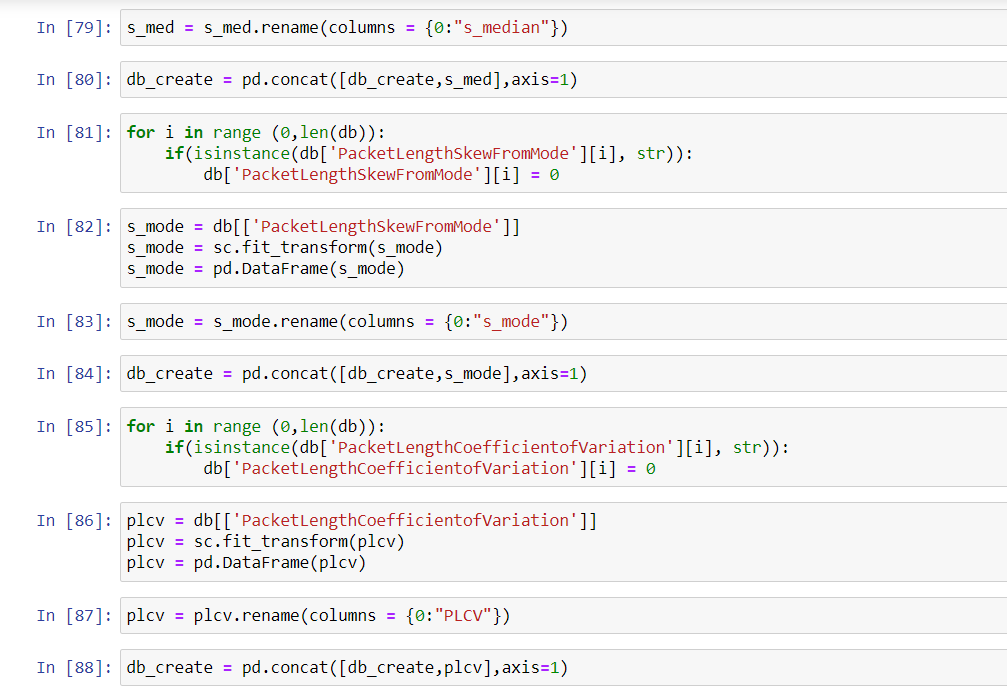 In [79]: s_med = s_med.rename(columns = {0:"s_median"})
In [80]: db_create = pd.concat([db_create,s_med],axis=1)
In [81]: for i in range (0,len(db)):
    if(isinstance(db['PacketLengthSkewFromMode'][i], str)):
        db['PacketLengthSkewFromMode'][i] = 0
In [82]: s_mode = db[['PacketLengthSkewFromMode']]
s_mode = sc.fit_transform(s_mode)
s_mode = pd.DataFrame(s_mode)
In [83]: s_mode = s_mode.rename(columns = {0:"s_mode"})
In [84]: db_create = pd.concat([db_create,s_mode],axis=1)
In [85]: for i in range (0,len(db)):
    if(isinstance(db['PacketLengthCoefficientofVariation'][i], str)):
        db['PacketLengthCoefficientofVariation'][i] = 0
In [86]: plcv = db[['PacketLengthCoefficientofVariation']]
plcv = sc.fit_transform(plcv)
plcv = pd.DataFrame(plcv)
In [87]: plcv = plcv.rename(columns = {0:"PLCV"})
In [88]: db_create = pd.concat([db_create,plcv],axis=1)